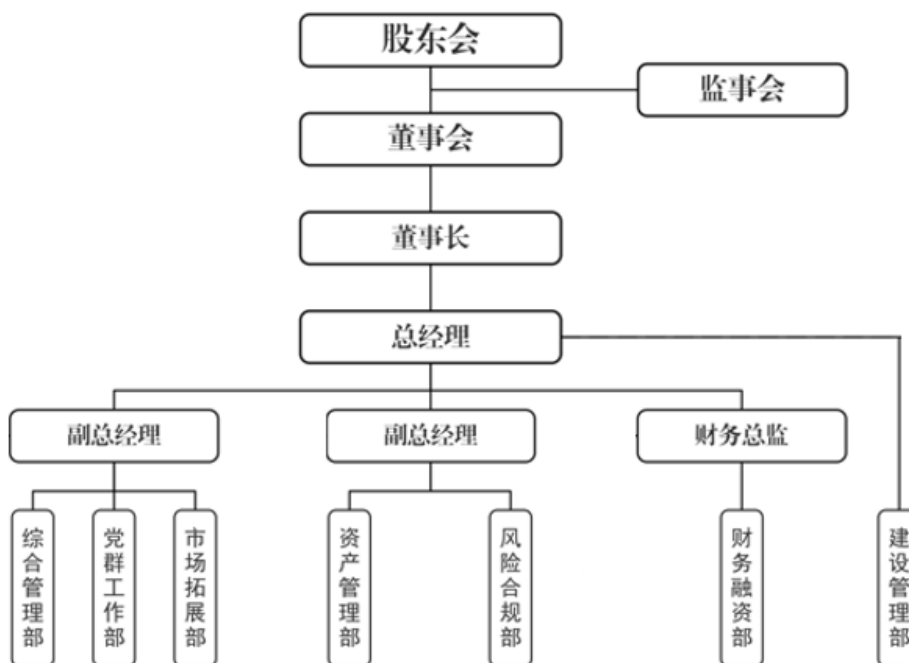 股东会
监事会
董事会
董事长
总经理
副总经理
副总经理
财务总监
综合管理部
党群工作部
市场拓展部
资产管理部
风险合规部
财务融资部
建设管理部